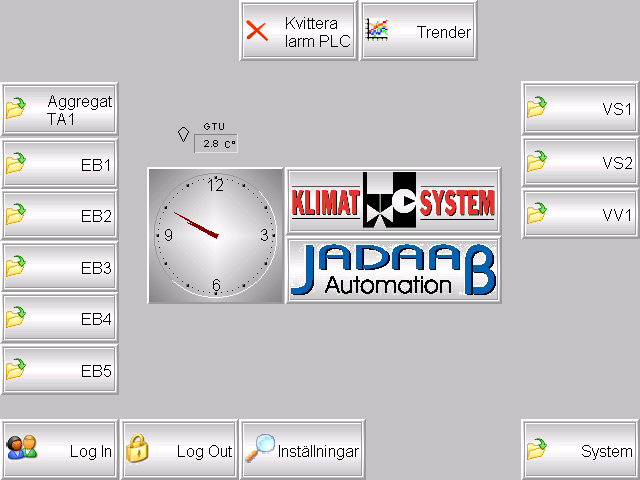 Kvittera
larm PLC
Trender
Aggregat
TA1
EB1
EB2
EB3
EB4
EB5
GTU
2.8 C°
12
3
6
9
KLIMAT SYSTEM
JADAAB
Automation
VS1
VS2
VV1
Log In
Log Out
Inställningar
System